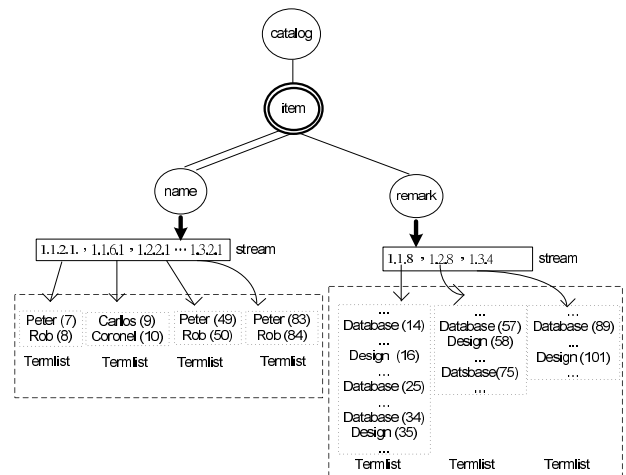 catalog
item
name
remark
1.1.2.1. , 1.1.6.1 , 1.2.2.1 … 1.3.2.1
stream
1.1.8 , 1.2.8 , 1.3.4
stream
Peter (7)
Rob (8)
Termlist
Carllos (9)
Coronel (10)
Termlist
Peter (49)
Rob (50)
Termlist
Peter (83)
Rob (84)
Termlist
...
Database (14)
...
Design (16)
...
Database (25)
...
Database (34)
Design (35)
...
Termlist
...
Database (57)
Design (58)
...
Datsbase(75)
...
Termlist
...
Database (89)
...
Design (101)
...
Termlist